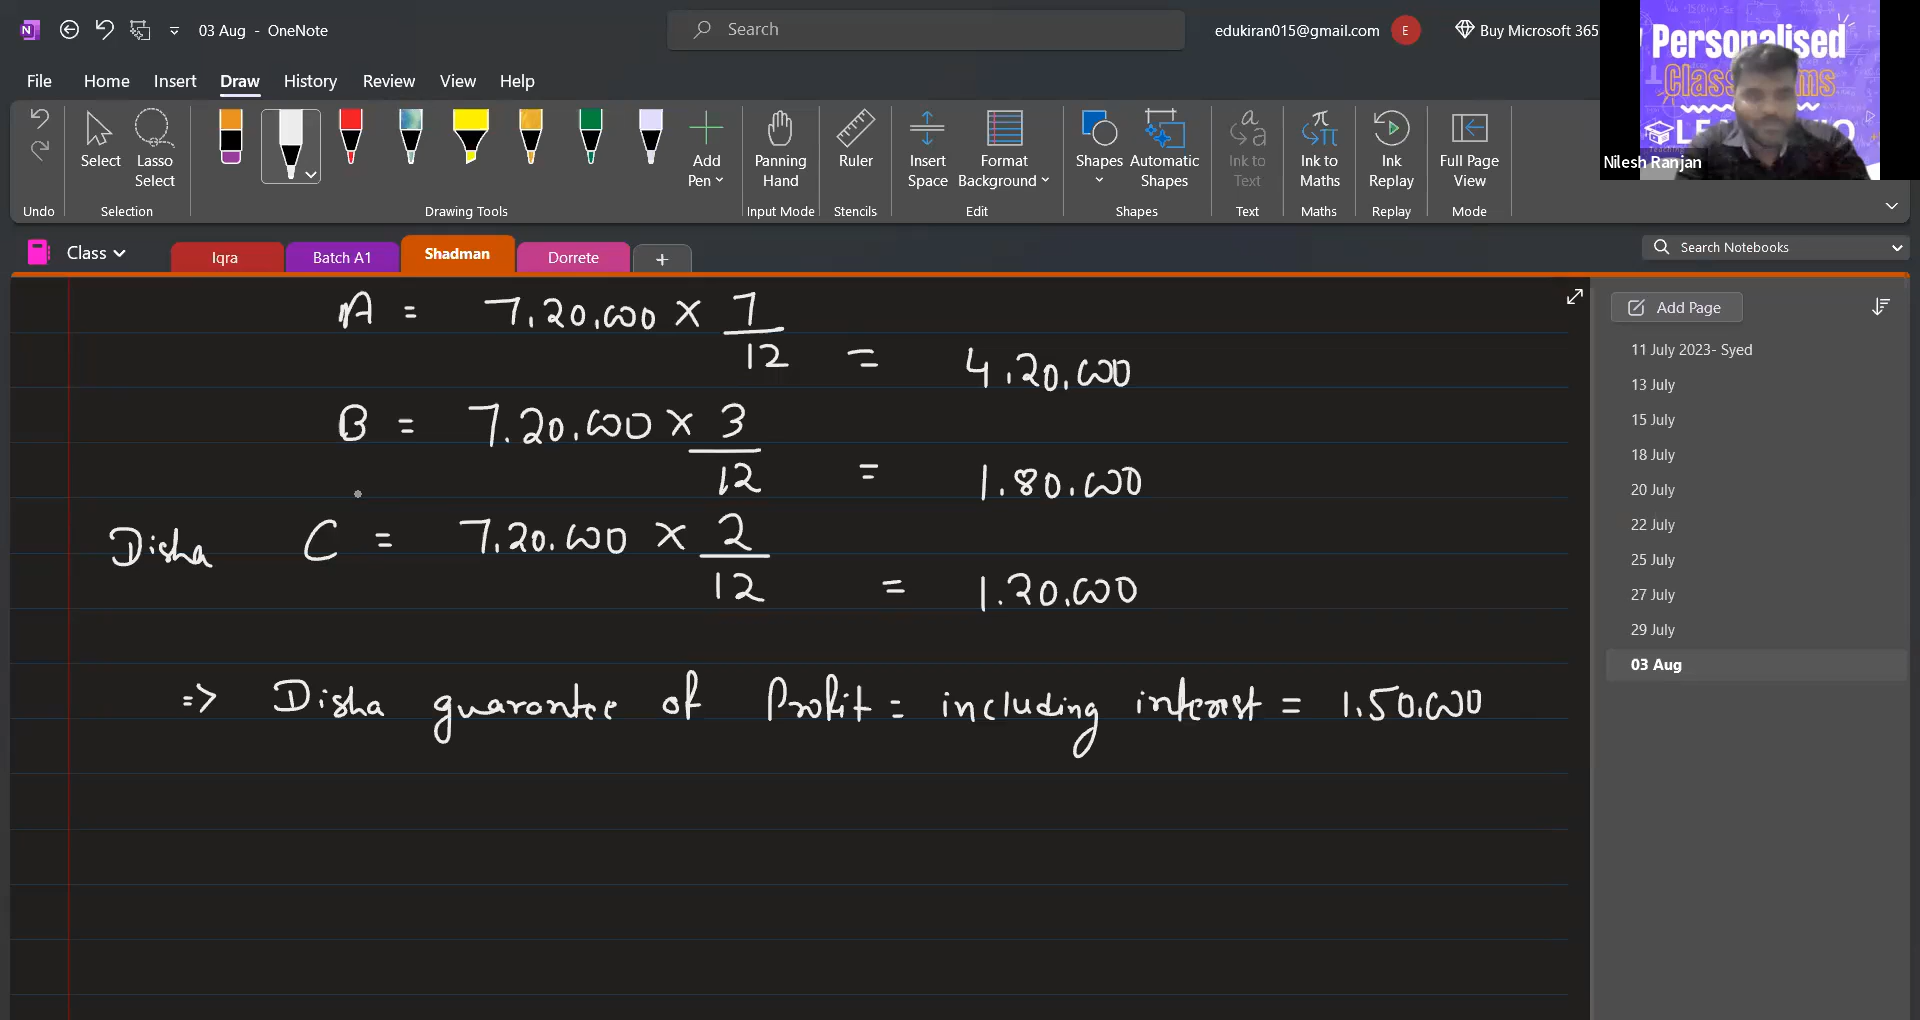 03 Aug - OneNote
Search
edukiran015@gmail.com
E
Buy Microsoft 365
Personalised
Nilesh Ranjan
File Home Insert Draw History Review View Help
Select
Lasso Select
Add Pen
Panning Hand
Ruler
Insert Space
Format Background
Shapes
Automatic Shapes
Ink to Text
Ink to Maths
Ink Replay
Full Page View
Undo Selection Drawing Tools Input Mode Stencils Edit Shapes Text Maths Replay Mode
Class
Iqra Batch A1 Shadman Dorrete +
Search Notebooks
A = 7,20,000 × 7/12 = 4,20,000
B = 7.20.000 × 3/12 = 1.80.000
Disha C = 7.20.000 × 2/12 = 1.20.000
=> Disha guarantee of Profit = including interest = 1.50.000
Add Page
11 July 2023- Syed
13 July
15 July
18 July
20 July
22 July
25 July
27 July
29 July
03 Aug